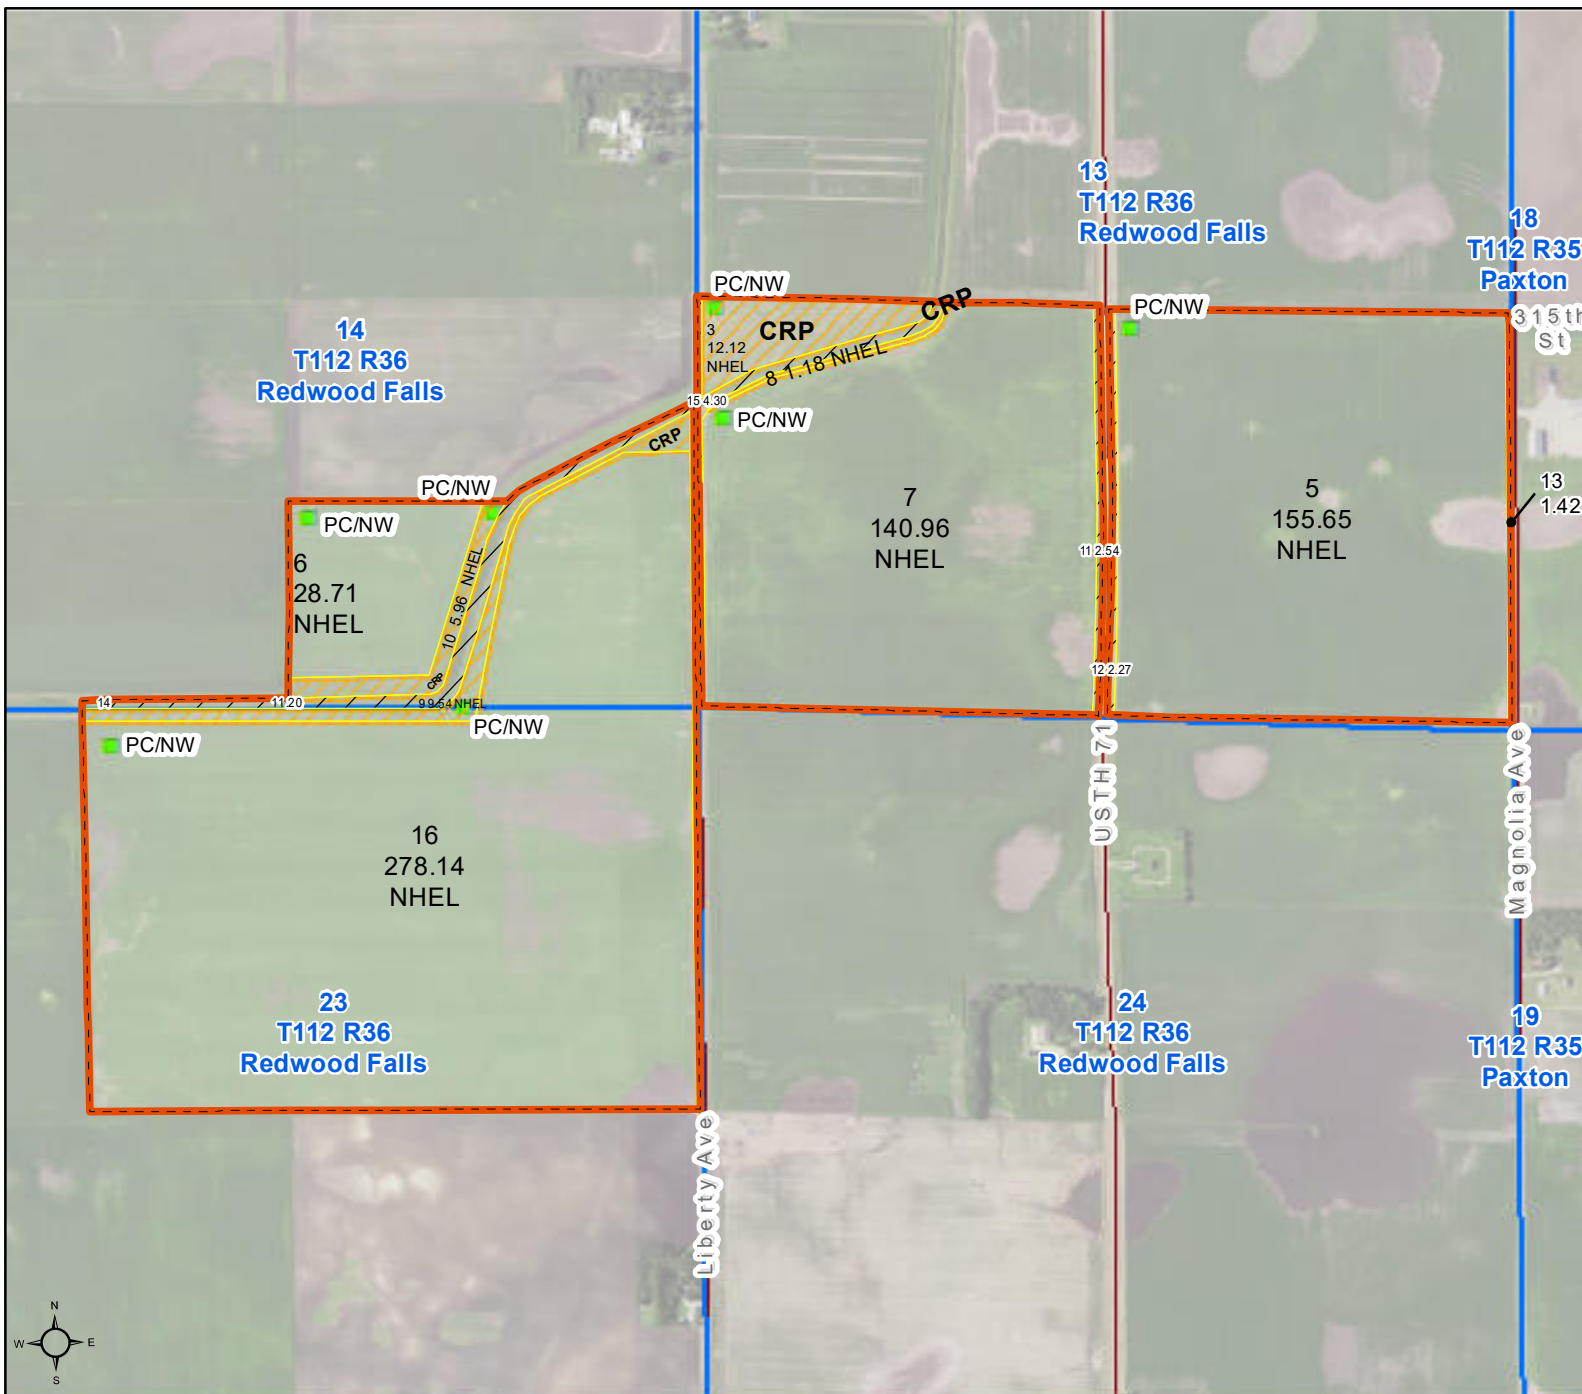 13
T112 R36
Redwood Falls
18
T112 R35
Paxton
315th
St
14
T112 R36
Redwood Falls
PC/NW
CRP
CRP
3
12.12
NHEL
8 1.18 NHEL
15 4.30
PC/NW
CRP
PC/NW
PC/NW
PC/NW
6
28.71
NHEL
10 5.96 NHEL
7
140.96
NHEL
5
155.65
NHEL
13
1.42
11 2.54
12 2.27
CRP
14
11.20
9 9.54 NHEL
PC/NW
PC/NW
USTH 71
Magnolia Ave
16
278.14
NHEL
23
T112 R36
Redwood Falls
24
T112 R36
Redwood Falls
19
T112 R35
Paxton
Liberty Ave
N
W E
S